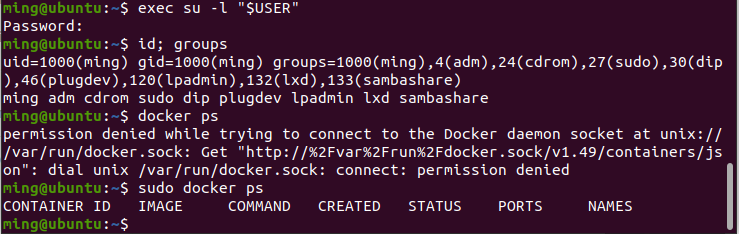 ming@ubuntu:~$ exec su -l "$USER"
Password:
ming@ubuntu:~$ id; groups
uid=1000(ming) gid=1000(ming) groups=1000(ming),4(adm),24(cdrom),27(sudo),30(dip
),46(plugdev),120(lpadmin),132(lxd),133(sambashare)
ming adm cdrom sudo dip plugdev lpadmin lxd sambashare
ming@ubuntu:~$ docker ps
permission denied while trying to connect to the Docker daemon socket at unix://
/var/run/docker.sock: Get "http://%2Fvar%2Frun%2Fdocker.sock/v1.49/containers/js
on": dial unix /var/run/docker.sock: connect: permission denied
ming@ubuntu:~$ sudo docker ps
CONTAINER ID   IMAGE     COMMAND   CREATED   STATUS    PORTS     NAMES
ming@ubuntu:~$